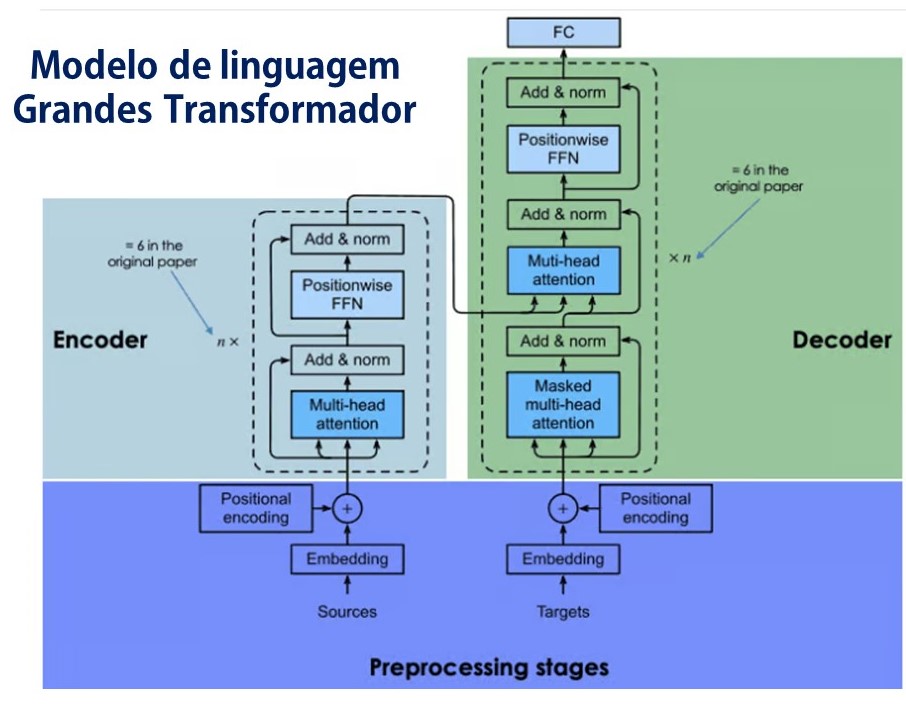 Modelo de linguagem
Grandes Transformador
FC
Add & norm
Positionwise
FFN
= 6 in the
original paper
Add & norm
Muti-head
attention
× n
Add & norm
= 6 in the
original paper
Positionwise
FFN
Encoder
n ×
Add & norm
Decoder
Add & norm
Masked
multi-head
attention
Multi-head
attention
Positional
encoding
+
+
Positional
encoding
Embedding
Embedding
Sources
Targets
Preprocessing stages